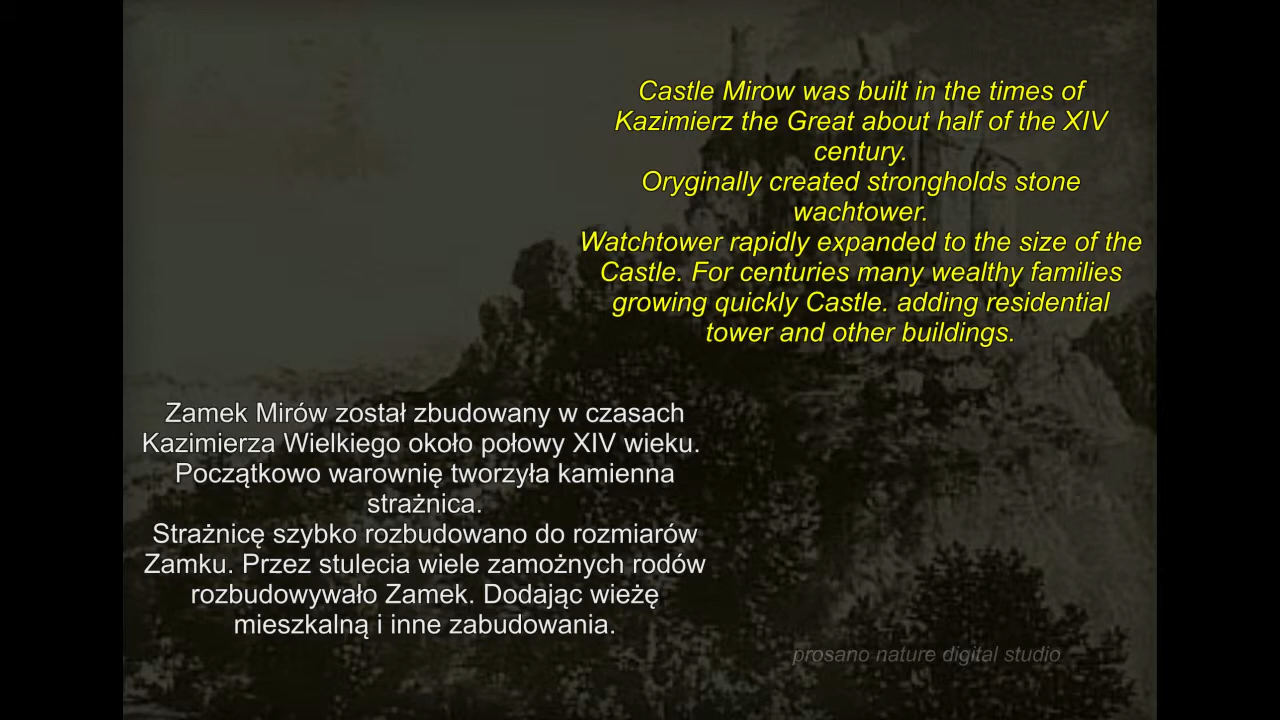 Castle Mirow was built in the times of
Kazimierz the Great about half of the XIV
century.
Oryginally created strongholds stone
wachtower.
Watchtower rapidly expanded to the size of the
Castle. For centuries many wealthy families
growing quickly Castle. adding residential
tower and other buildings.
Zamek Mirów został zbudowany w czasach
Kazimierza Wielkiego około połowy XIV wieku.
Początkowo warownię tworzyła kamienna
strażnica.
Strażnicę szybko rozbudowano do rozmiarów
Zamku. Przez stulecia wiele zamożnych rodów
rozbudowywało Zamek. Dodając wieżę
mieszkalną i inne zabudowania.
prosano nature digital studio